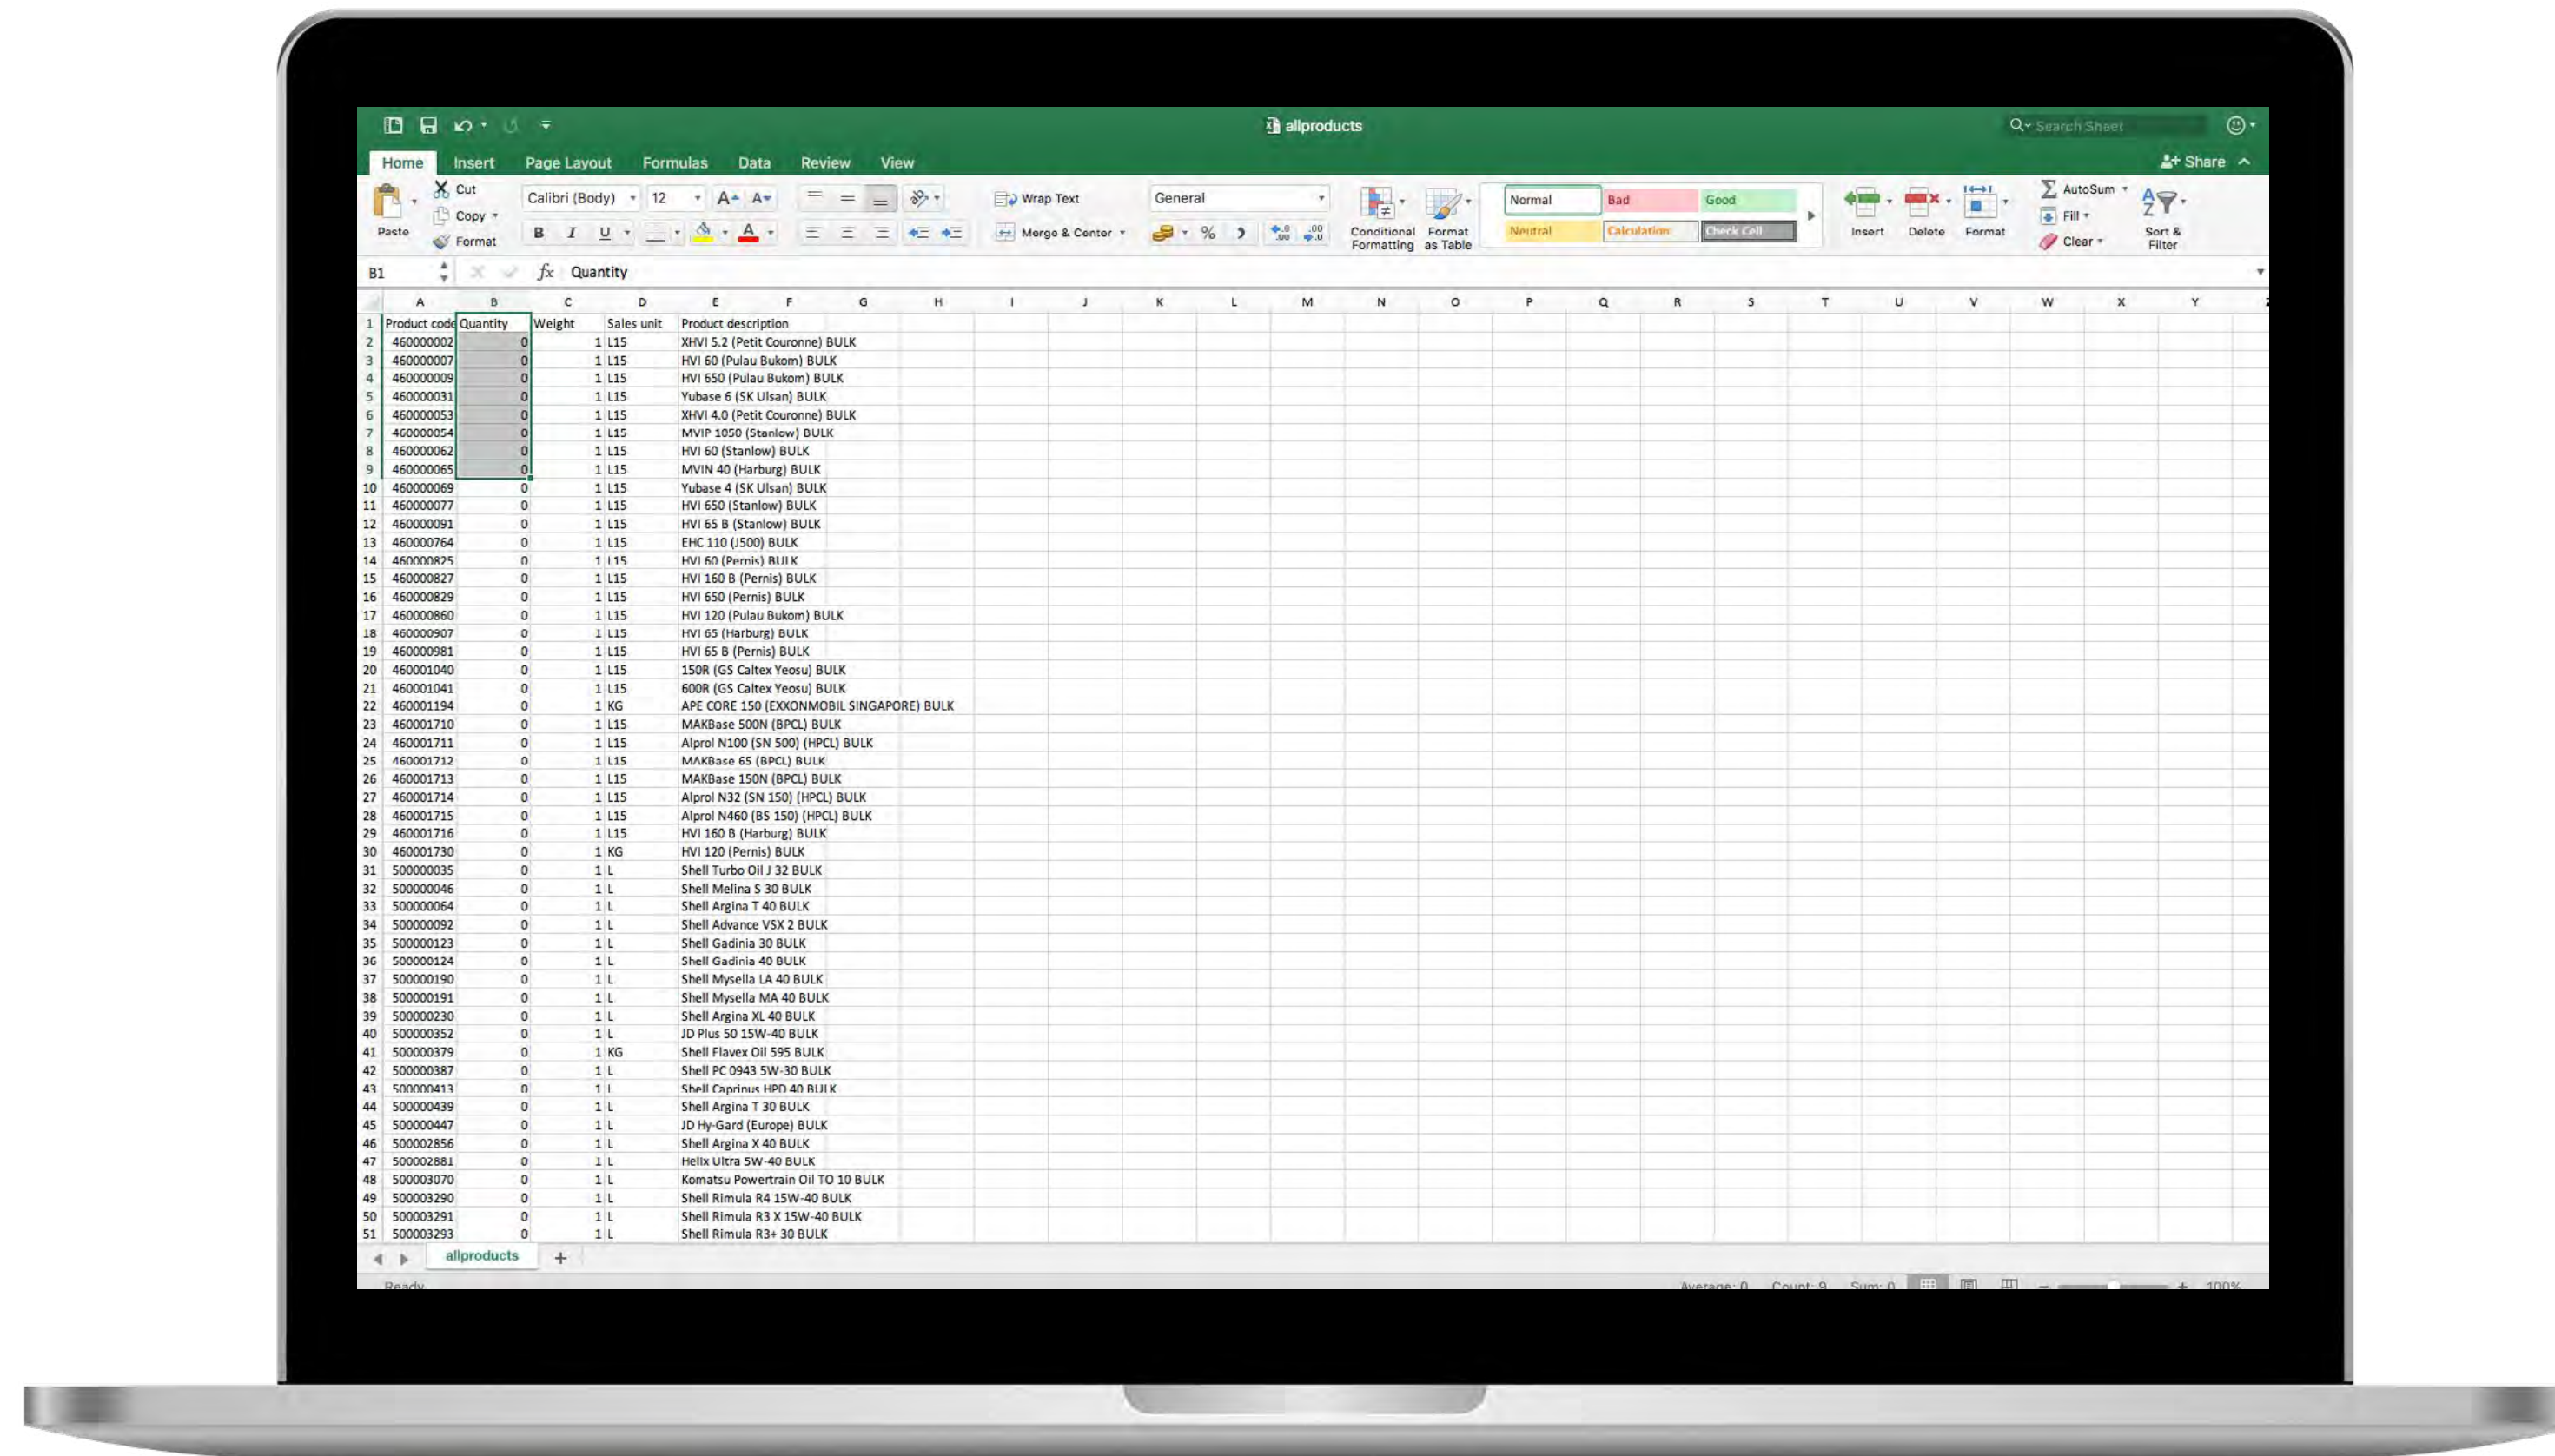 allproducts
Search Sheet
Home Insert Page Layout Formulas Data Review View Share
Cut Calibri (Body) 12 A A Wrap Text General Normal Bad Good Insert Delete Format AutoSum
Paste Copy Format B I U A Merge & Center % Conditional Formatting Format as Table Neutral Calculation Check Cell Fill Clear Sort & Filter
B1 fx Quantity
A B C D E F G H I J K L M N O P Q R S T U V W X Y
1 Product code Quantity Weight Sales unit Product description
2 460000002 0 1 L15 XHVI 5.2 (Petit Couronne) BULK
3 460000007 0 1 L15 HVI 60 (Pulau Bukom) BULK
4 460000009 0 1 L15 HVI 650 (Pulau Bukom) BULK
5 460000031 0 1 L15 Yubase 6 (SK Ulsan) BULK
6 460000053 0 1 L15 XHVI 4.0 (Petit Couronne) BULK
7 460000054 0 1 L15 MVIP 1050 (Stanlow) BULK
8 460000062 0 1 L15 HVI 60 (Stanlow) BULK
9 460000065 0 1 L15 MVIN 40 (Harburg) BULK
10 460000069 0 1 L15 Yubase 4 (SK Ulsan) BULK
11 460000077 0 1 L15 HVI 650 (Stanlow) BULK
12 460000091 0 1 L15 HVI 65 B (Stanlow) BULK
13 460000764 0 1 L15 EHC 110 (J500) BULK
14 460000825 0 1 L15 HVI 60 (Pernis) BULK
15 460000827 0 1 L15 HVI 160 B (Pernis) BULK
16 460000829 0 1 L15 HVI 650 (Pernis) BULK
17 460000860 0 1 L15 HVI 120 (Pulau Bukom) BULK
18 460000907 0 1 L15 HVI 65 (Harburg) BULK
19 460000981 0 1 L15 HVI 65 B (Pernis) BULK
20 460001040 0 1 L15 150R (GS Caltex Yeosu) BULK
21 460001041 0 1 L15 600R (GS Caltex Yeosu) BULK
22 460001194 0 1 KG APE CORE 150 (EXXONMOBIL SINGAPORE) BULK
23 460001710 0 1 L15 MAKBase 500N (BPCL) BULK
24 460001711 0 1 L15 Alprol N100 (SN 500) (HPCL) BULK
25 460001712 0 1 L15 MAKBase 65 (BPCL) BULK
26 460001713 0 1 L15 MAKBase 150N (BPCL) BULK
27 460001714 0 1 L15 Alprol N32 (SN 150) (HPCL) BULK
28 460001715 0 1 L15 Alprol N460 (BS 150) (HPCL) BULK
29 460001716 0 1 L15 HVI 160 B (Harburg) BULK
30 460001730 0 1 KG HVI 120 (Pernis) BULK
31 500000035 0 1 L Shell Turbo Oil J 32 BULK
32 500000046 0 1 L Shell Melina S 30 BULK
33 500000064 0 1 L Shell Argina T 40 BULK
34 500000092 0 1 L Shell Advance VSX 2 BULK
35 500000123 0 1 L Shell Gadinia 30 BULK
36 500000124 0 1 L Shell Gadinia 40 BULK
37 500000190 0 1 L Shell Mysella LA 40 BULK
38 500000191 0 1 L Shell Mysella MA 40 BULK
39 500000230 0 1 L Shell Argina XL 40 BULK
40 500000352 0 1 L JD Plus 50 15W-40 BULK
41 500000379 0 1 KG Shell Flavex Oil 595 BULK
42 500000387 0 1 L Shell PC 0943 5W-30 BULK
43 500000413 0 1 L Shell Caprinus HPD 40 BULK
44 500000439 0 1 L Shell Argina T 30 BULK
45 500000447 0 1 L JD Hy-Gard (Europe) BULK
46 500002856 0 1 L Shell Argina X 40 BULK
47 500002881 0 1 L Helix Ultra 5W-40 BULK
48 500003070 0 1 L Komatsu Powertrain Oil TO 10 BULK
49 500003290 0 1 L Shell Rimula R4 15W-40 BULK
50 500003291 0 1 L Shell Rimula R3 X 15W-40 BULK
51 500003293 0 1 L Shell Rimula R3+ 30 BULK
allproducts +
Ready Average: 0 Count: 9 Sum: 0 100%